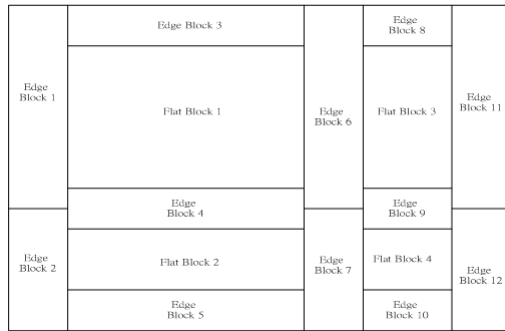 Edge
Block 1
Edge
Block 2
Edge Block 3
Flat Block 1
Edge
Block 4
Flat Block 2
Edge
Block 5
Edge
Block 6
Edge
Block 7
Edge
Block 8
Flat Block 3
Edge
Block 9
Flat Block 4
Edge
Block 10
Edge
Block 11
Edge
Block 12